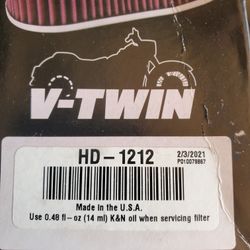 V-TWIN
HD-1212
2/3/2021
P010079867
Made in the U.S.A.
Use 0.48 fl-oz (14 ml) K&N oil when servicing filter